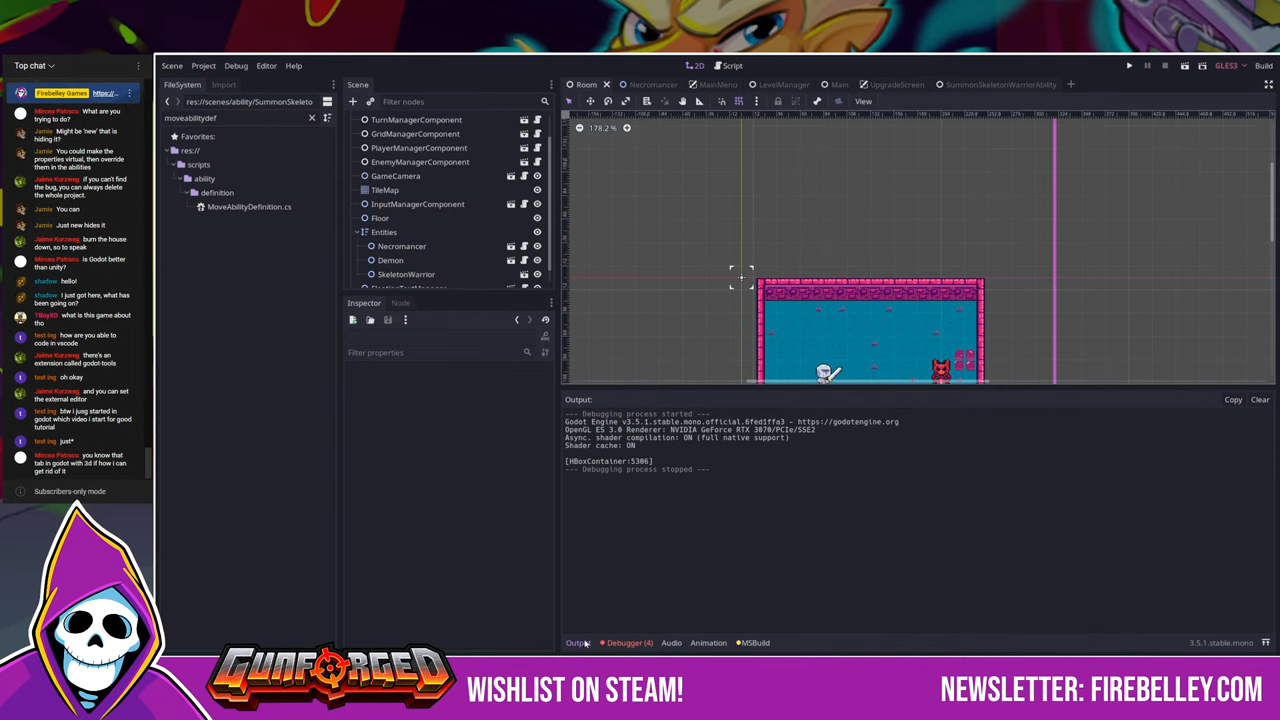 Top chat
Firebelley Games https://...
Mircea Patrscu What are you
trying to do?
Jamie Might be 'new' that is
hiding it?
Jamie You could make the
properties virtual, then override
them in the abilities
Jaime Kurzweg if you can't find
the bug, you can always delete
the whole project.
Jamie You can
Jamie Just new hides it
Jaime Kurzweg burn the house
down, so to speak
Mircea Patrscu is Godot better
than unity?
shadow hello!
shadow I just got here, what has
been going on?
TBoyXD what is this game about
tho
test ing how are you able to
code in vscode
Jaime Kurzweg there's an
extension called godot-tools
test ing oh okay
Jaime Kurzweg and you can set
the external editor
test ing btw i jusg started in
godot which video i start for good
tutorial
test ing just*
Mircea Patrscu you know that
tab in godot with 3d if how i can
get rid of it
Subscribers-only mode
Scene Project Debug Editor Help
2D Script
GLES3 Build
FileSystem Import
res://scenes/ability/SummonSkeleto
moveabilitydef
Favorites:
res://
scripts
ability
definition
MoveAbilityDefinition.cs
Scene
Filter nodes
TurnManagerComponent
GridManagerComponent
PlayerManagerComponent
EnemyManagerComponent
GameCamera
TileMap
InputManagerComponent
Floor
Entities
Necromancer
Demon
SkeletonWarrior
Inspector Node
Filter properties
Room Necromancer MainMenu LevelManager Main UpgradeScreen SummonSkeletonWarriorAbility
View
178.2 %
Output: Copy Clear
--- Debugging process started ---
Godot Engine v3.5.1.stable.mono.official.6fed1ffa3 - https://godotengine.org
OpenGL ES 3.0 Renderer: NVIDIA GeForce RTX 3070/PCIe/SSE2
Async. shader compilation: ON (full native support)
Shader cache: ON
[HBoxContainer:5306]
--- Debugging process stopped ---
Output Debugger (4) Audio Animation MSBuild 3.5.1.stable.mono
GUNFORGED
WISHLIST ON STEAM!
NEWSLETTER: FIREBELLEY.COM